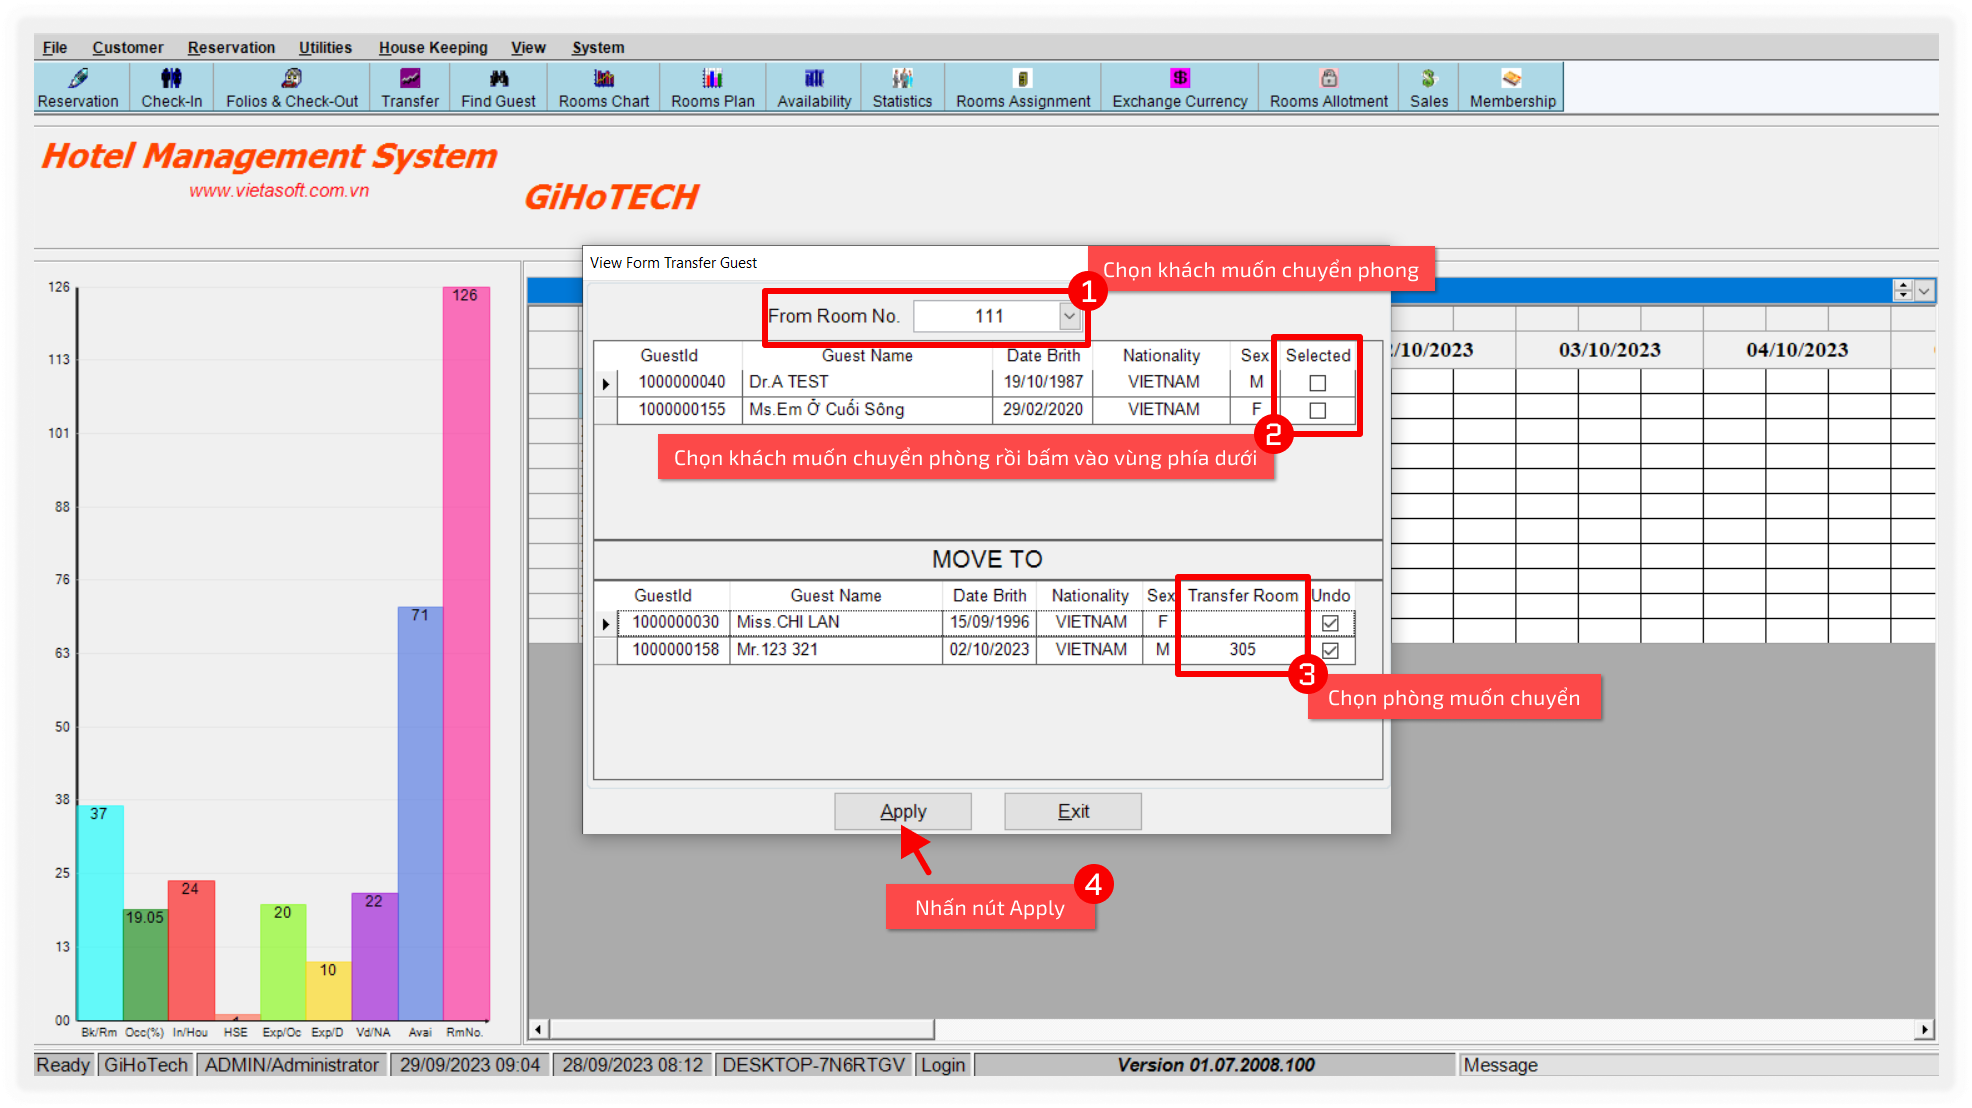 File Customer Reservation Utilities House Keeping View System
Reservation Check-In Folios & Check-Out Transfer Find Guest Rooms Chart Rooms Plan Availability Statistics Rooms Assignment Exchange Currency Rooms Allotment Sales Membership
Hotel Management System
www.vietasoft.com.vn
GiHoTECH
View Form Transfer Guest
Chọn khách muốn chuyển phong
1
From Room No. 111
GuestId Guest Name Date Brith Nationality Sex Selected
1000000040 Dr.A TEST 19/10/1987 VIETNAM M
1000000155 Ms.Em Ở Cuối Sông 29/02/2020 VIETNAM F
2
Chọn khách muốn chuyển phòng rồi bấm vào vùng phía dưới
MOVE TO
GuestId Guest Name Date Brith Nationality Sex Transfer Room Undo
1000000030 Miss.CHI LAN 15/09/1996 VIETNAM F
1000000158 Mr.123 321 02/10/2023 VIETNAM M 305
3
Chọn phòng muốn chuyển
Apply Exit
4
Nhấn nút Apply
/10/2023 03/10/2023 04/10/2023
126
113
101
88
76
63
50
38
25
13
00
37
19.05
24
20
10
22
71
126
Bk/Rm Occ(%) In/Hou HSE Exp/Oc Exp/D Vd/NA Avai RmNo.
Ready GiHoTech ADMIN/Administrator 29/09/2023 09:04 28/09/2023 08:12 DESKTOP-7N6RTGV Login Version 01.07.2008.100 Message